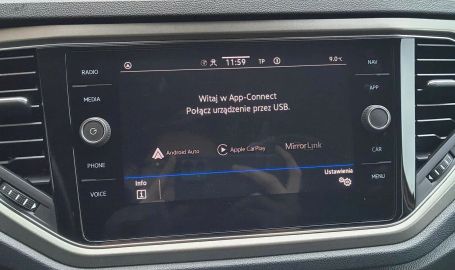 RADIO
MEDIA
PHONE
VOICE
11:59
TP
9.0°C
Witaj w App-Connect
Połącz urządzenie przez USB.
Android Auto
Apple CarPlay
MirrorLink
Info
Ustawienia
NAV
APP
CAR
MENU